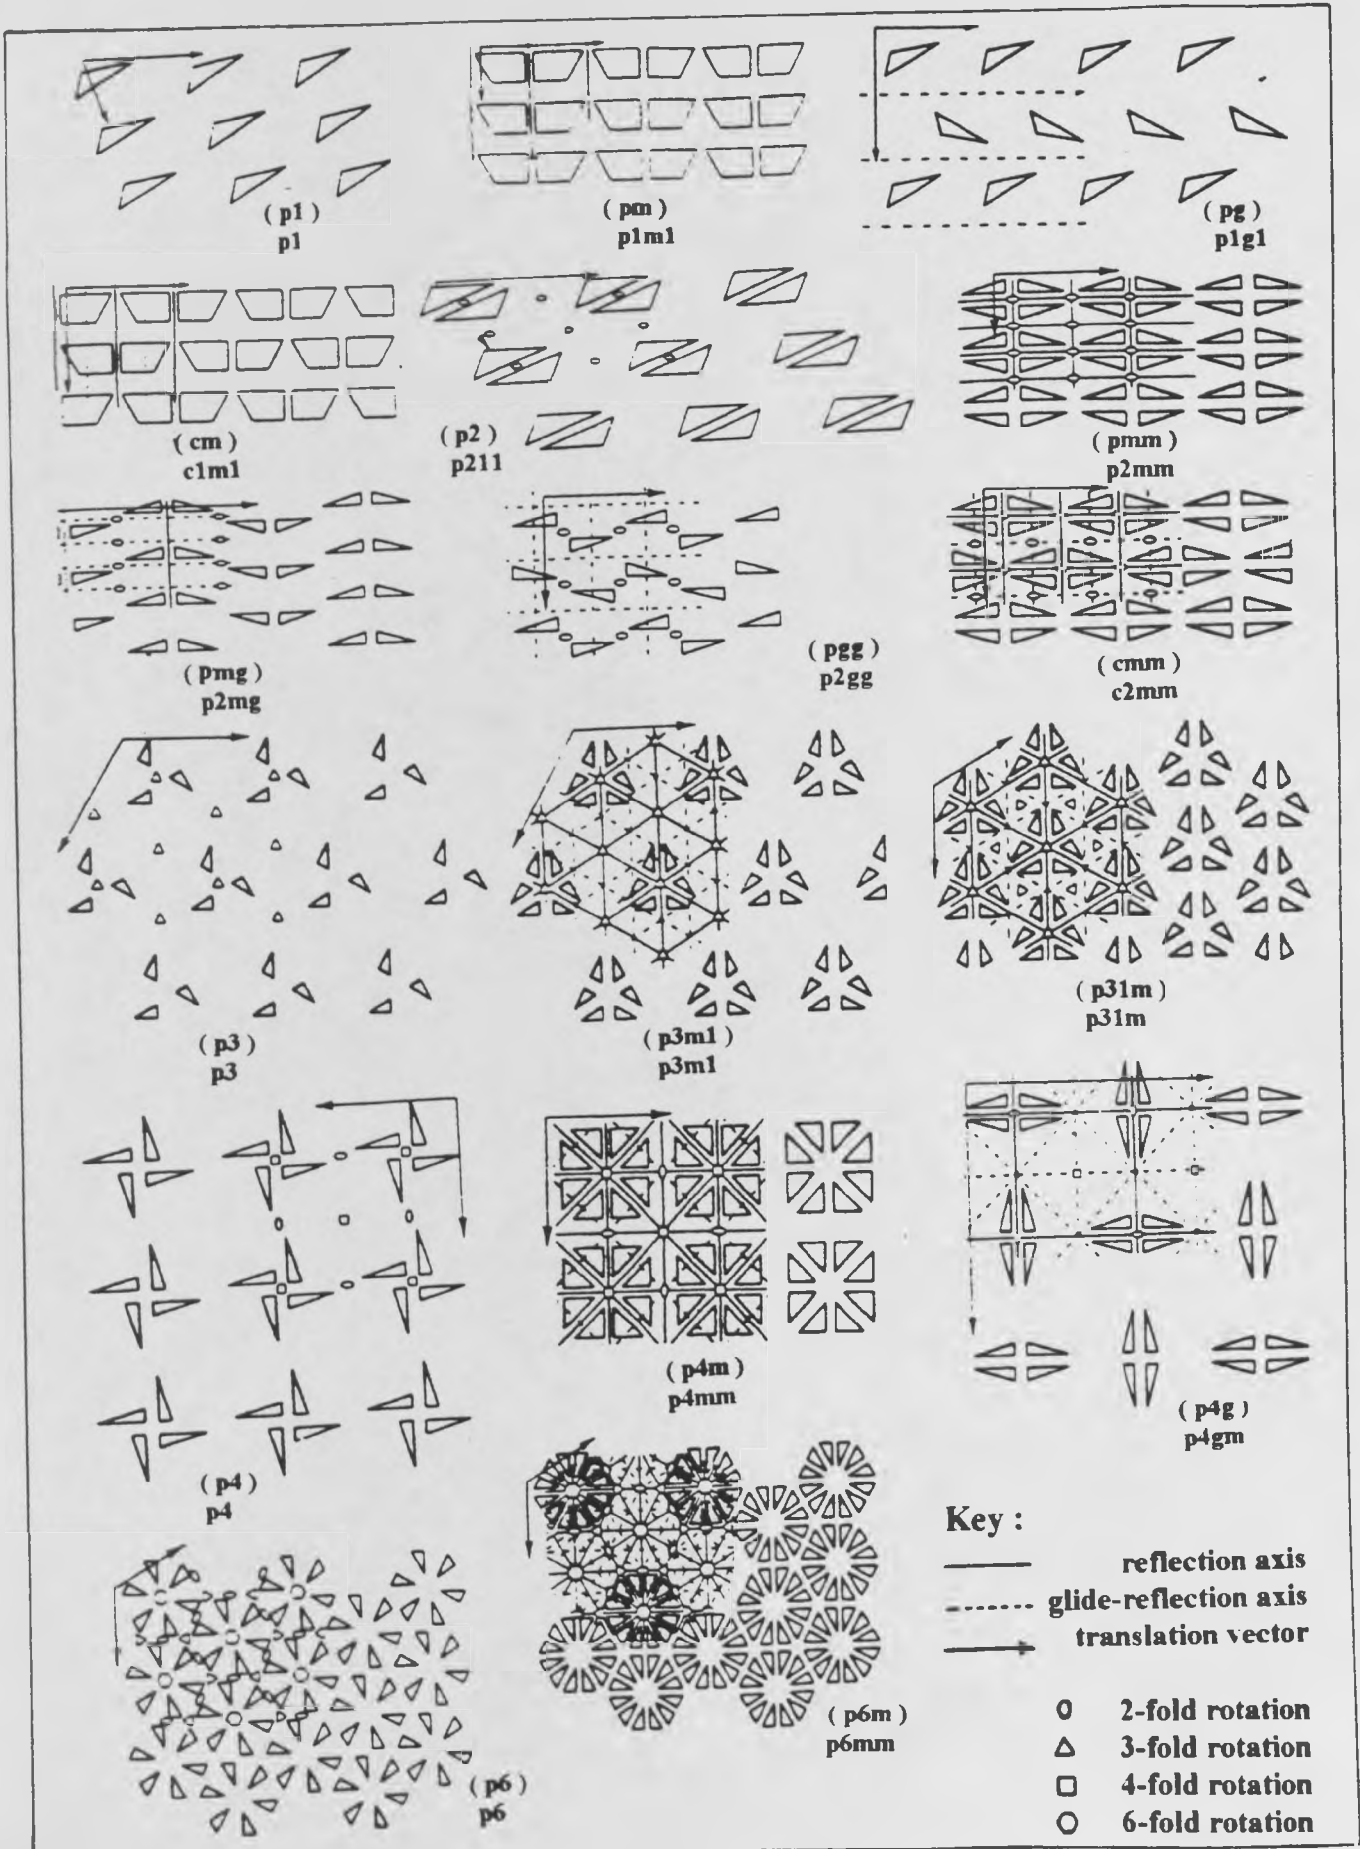 (p1)
p1
(pm)
p1m1
(pg)
p1g1
(cm)
c1m1
(p2)
p211
(pmm)
p2mm
(pmg)
p2mg
(pgg)
p2gg
(cmm)
c2mm
(p3)
p3
(p3m1)
p3m1
(p31m)
p31m
(p4)
p4
(p4m)
p4mm
(p4g)
p4gm
(p6)
p6
(p6m)
p6mm
Key :
reflection axis
glide-reflection axis
translation vector
2-fold rotation
3-fold rotation
4-fold rotation
6-fold rotation